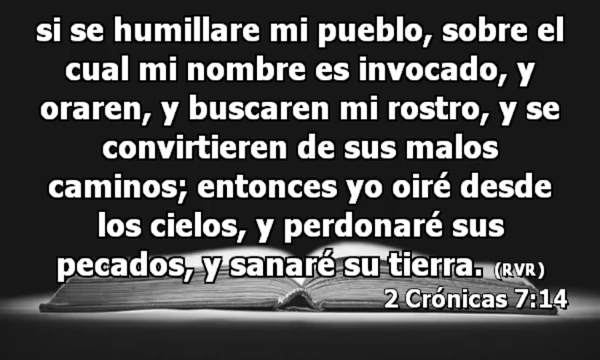 si se humillare mi pueblo, sobre el
cual mi nombre es invocado, y
oraren, y buscaren mi rostro, y se
convirtieren de sus malos
caminos; entonces yo oiré desde
los cielos, y perdonaré sus
pecados, y sanaré su tierra. (RVR)
2 Crónicas 7:14